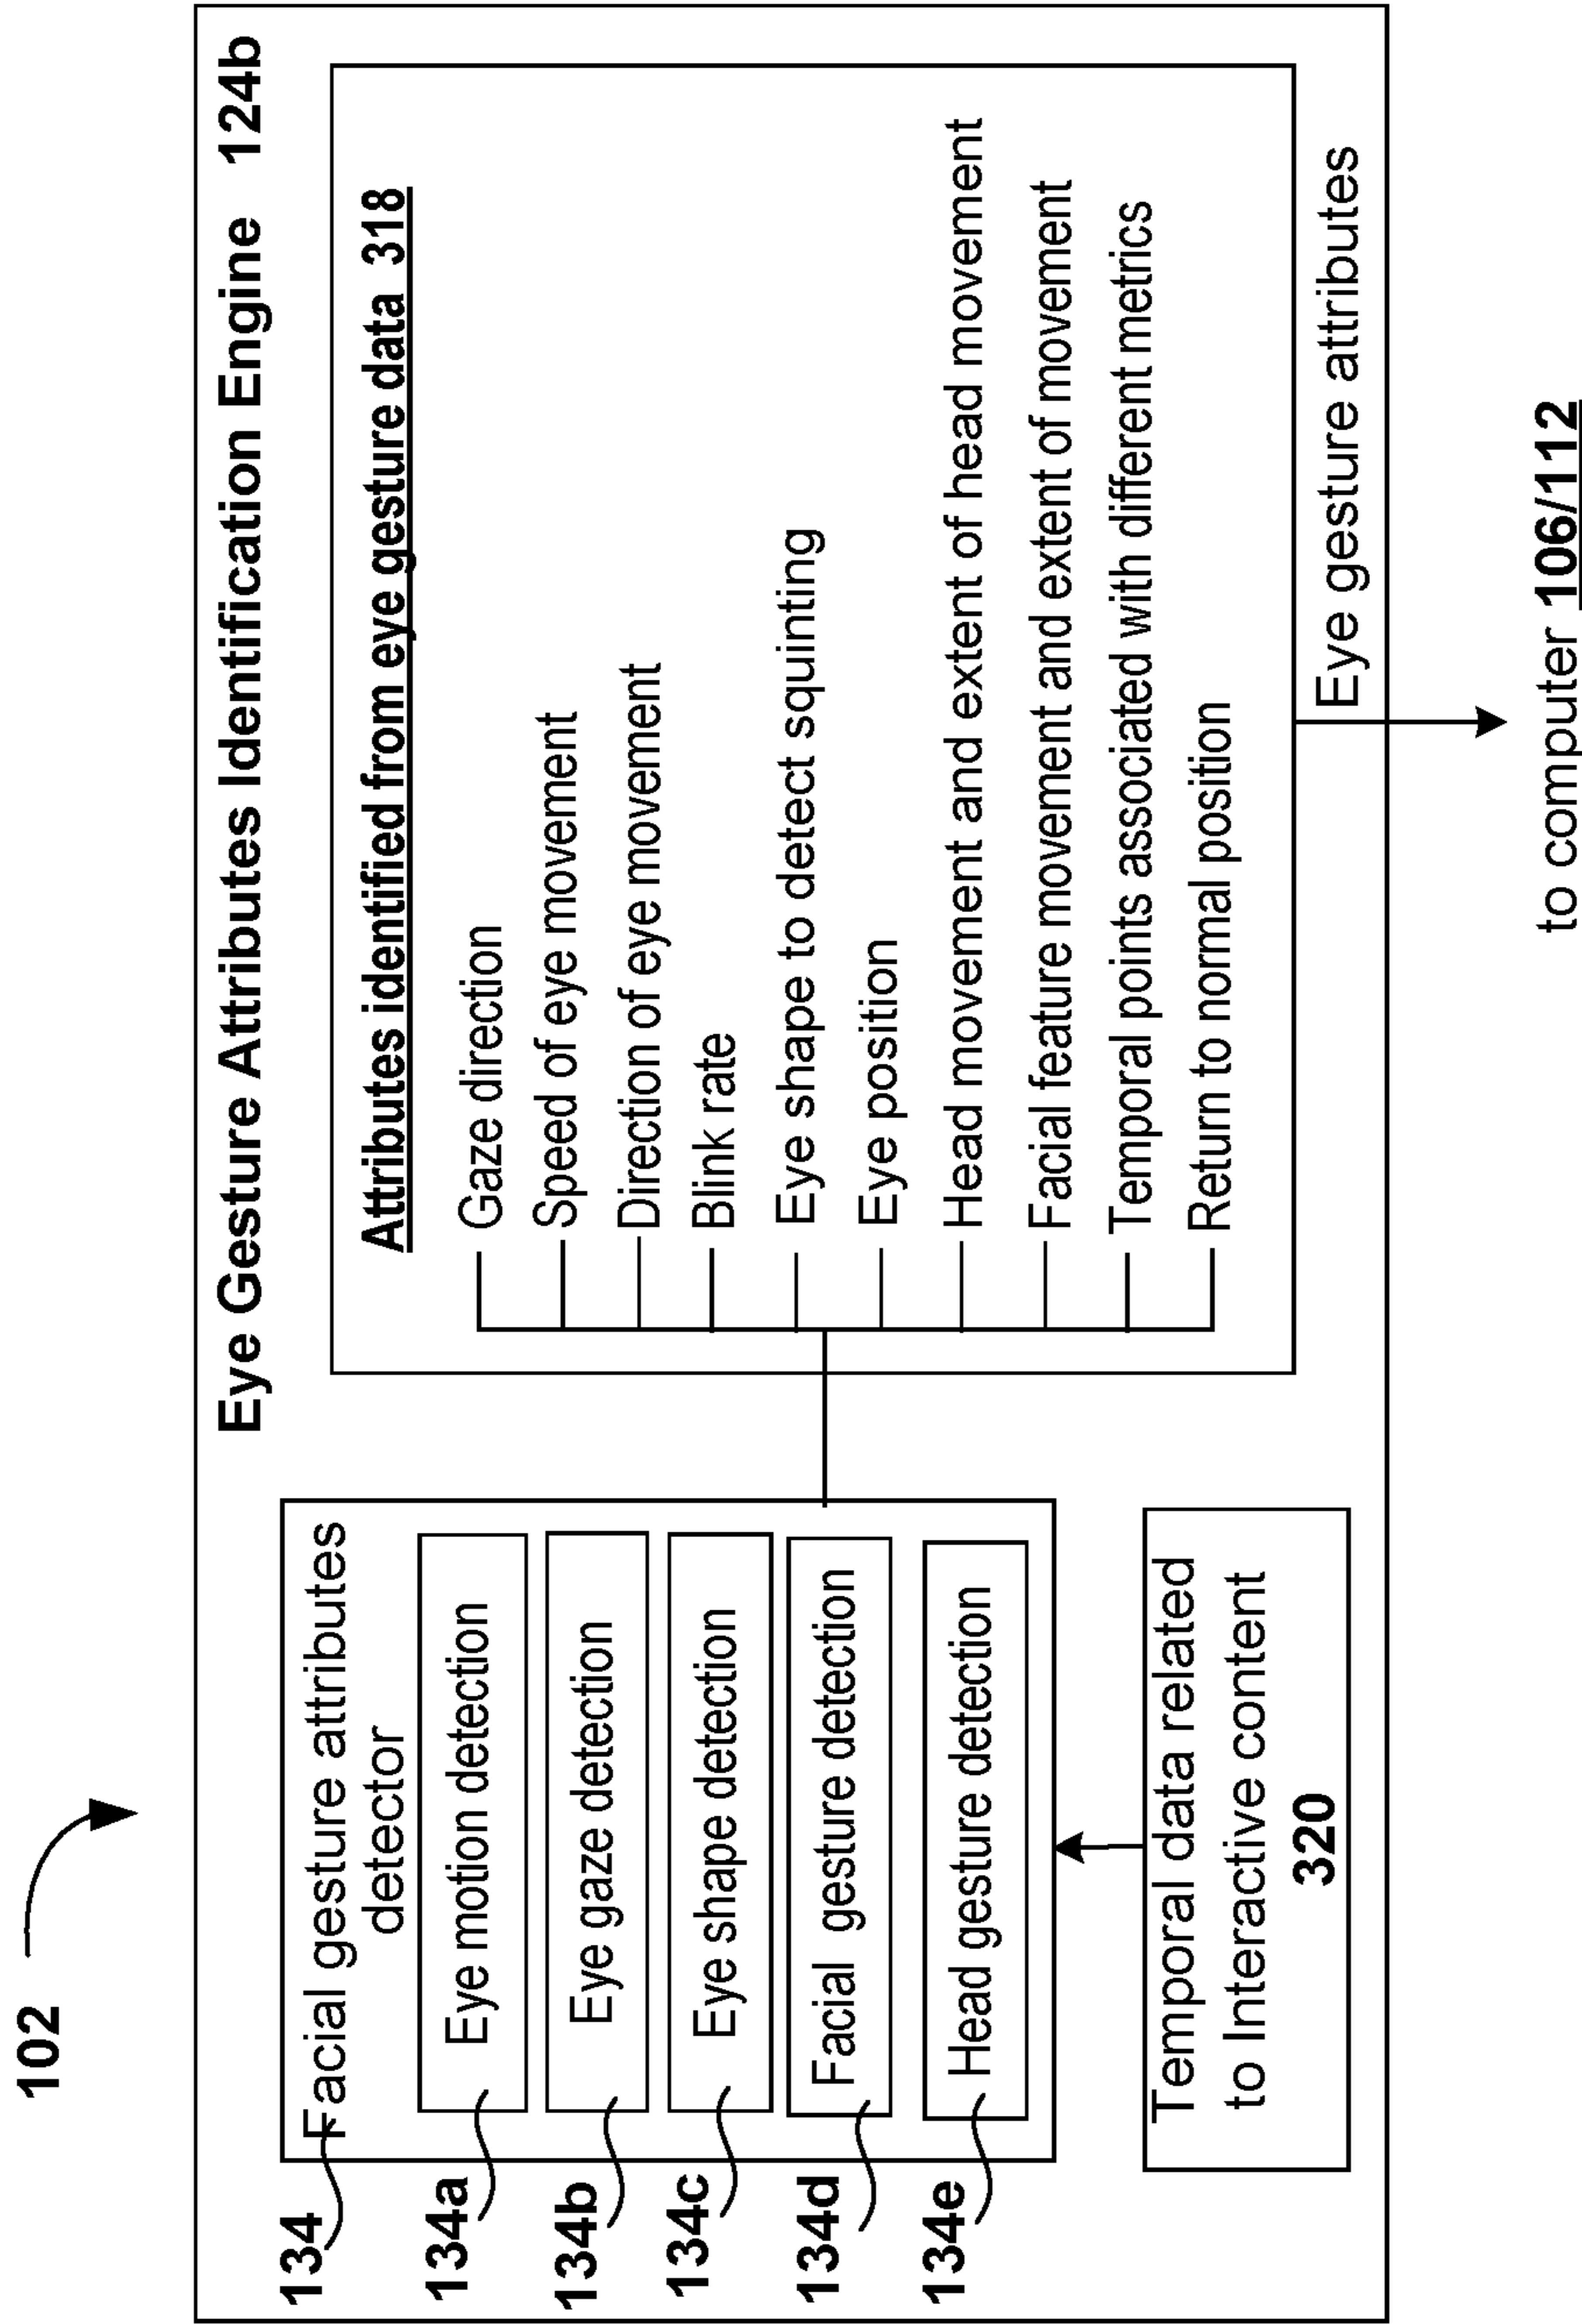 102
Eye Gesture Attributes Identification Engine 124b
134
Facial gesture attributes
detector
134a
Eye motion detection
134b
Eye gaze detection
134c
Eye shape detection
134d
Facial gesture detection
134e
Head gesture detection
Temporal data related
to Interactive content
320
Attributes identified from eye gesture data 318
Gaze direction
Speed of eye movement
Direction of eye movement
Blink rate
Eye shape to detect squinting
Eye position
Head movement and extent of head movement
Facial feature movement and extent of movement
Temporal points associated with different metrics
Return to normal position
Eye gesture attributes
to computer 106/112